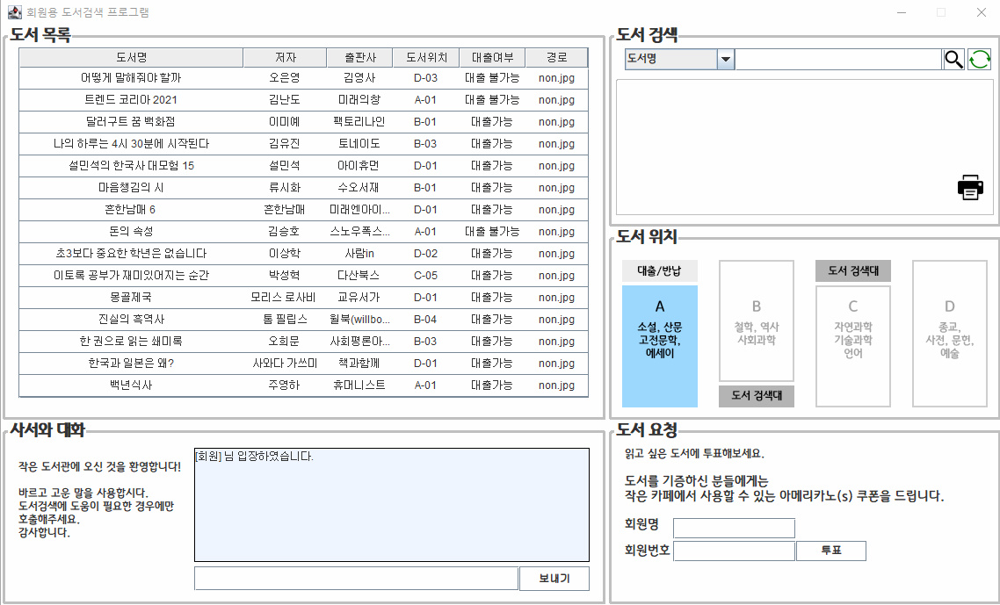 회원용 도서검색 프로그램
도서 목록
도서명 저자 출판사 도서위치 대출여부 경로
어떻게 말해줘야 할까 오은영 김영사 D-03 대출 불가능 non.jpg
트렌드 코리아 2021 김난도 미래의창 A-01 대출 불가능 non.jpg
달러구트 꿈 백화점 이미예 팩토리나인 B-01 대출가능 non.jpg
나의 하루는 4시 30분에 시작된다 김유진 토네이도 B-03 대출가능 non.jpg
설민석의 한국사 대모험 15 설민석 아이휴먼 D-01 대출가능 non.jpg
마음챙김의 시 류시화 수오서재 B-01 대출가능 non.jpg
흔한남매 6 흔한남매 미래엔아이... D-01 대출가능 non.jpg
돈의 속성 김승호 스노우폭스... A-01 대출 불가능 non.jpg
초3보다 중요한 학년은 없습니다 이상학 사람in D-02 대출가능 non.jpg
이토록 공부가 재미있어지는 순간 박성혁 다산북스 C-05 대출가능 non.jpg
몽골제국 모리스 로사비 교유서가 D-01 대출가능 non.jpg
진실의 흑역사 톰 필립스 윌북(willbo... B-04 대출가능 non.jpg
한 권으로 읽는 쇄미록 오희문 사회평론아... B-03 대출가능 non.jpg
한국과 일본은 왜? 사와다 가쓰미 책과함께 D-01 대출가능 non.jpg
백년식사 주영하 휴머니스트 A-01 대출가능 non.jpg
도서 검색
도서명
도서 위치
대출/반납
A
소설, 산문
고전문학,
에세이
B
철학, 역사
사회과학
도서 검색대
도서 검색대
C
자연과학
기술과학
언어
D
종교,
사전, 문헌,
예술
사서와 대화
작은 도서관에 오신 것을 환영합니다!
바르고 고운 말을 사용합시다.
도서검색에 도움이 필요한 경우에만
호출해주세요.
감사합니다.
[회원] 님 입장하였습니다.
보내기
도서 요청
읽고 싶은 도서에 투표해보세요.
도서를 기증하신 분들에게는
작은 카페에서 사용할 수 있는 아메리카노(s) 쿠폰을 드립니다.
회원명
회원번호
투표